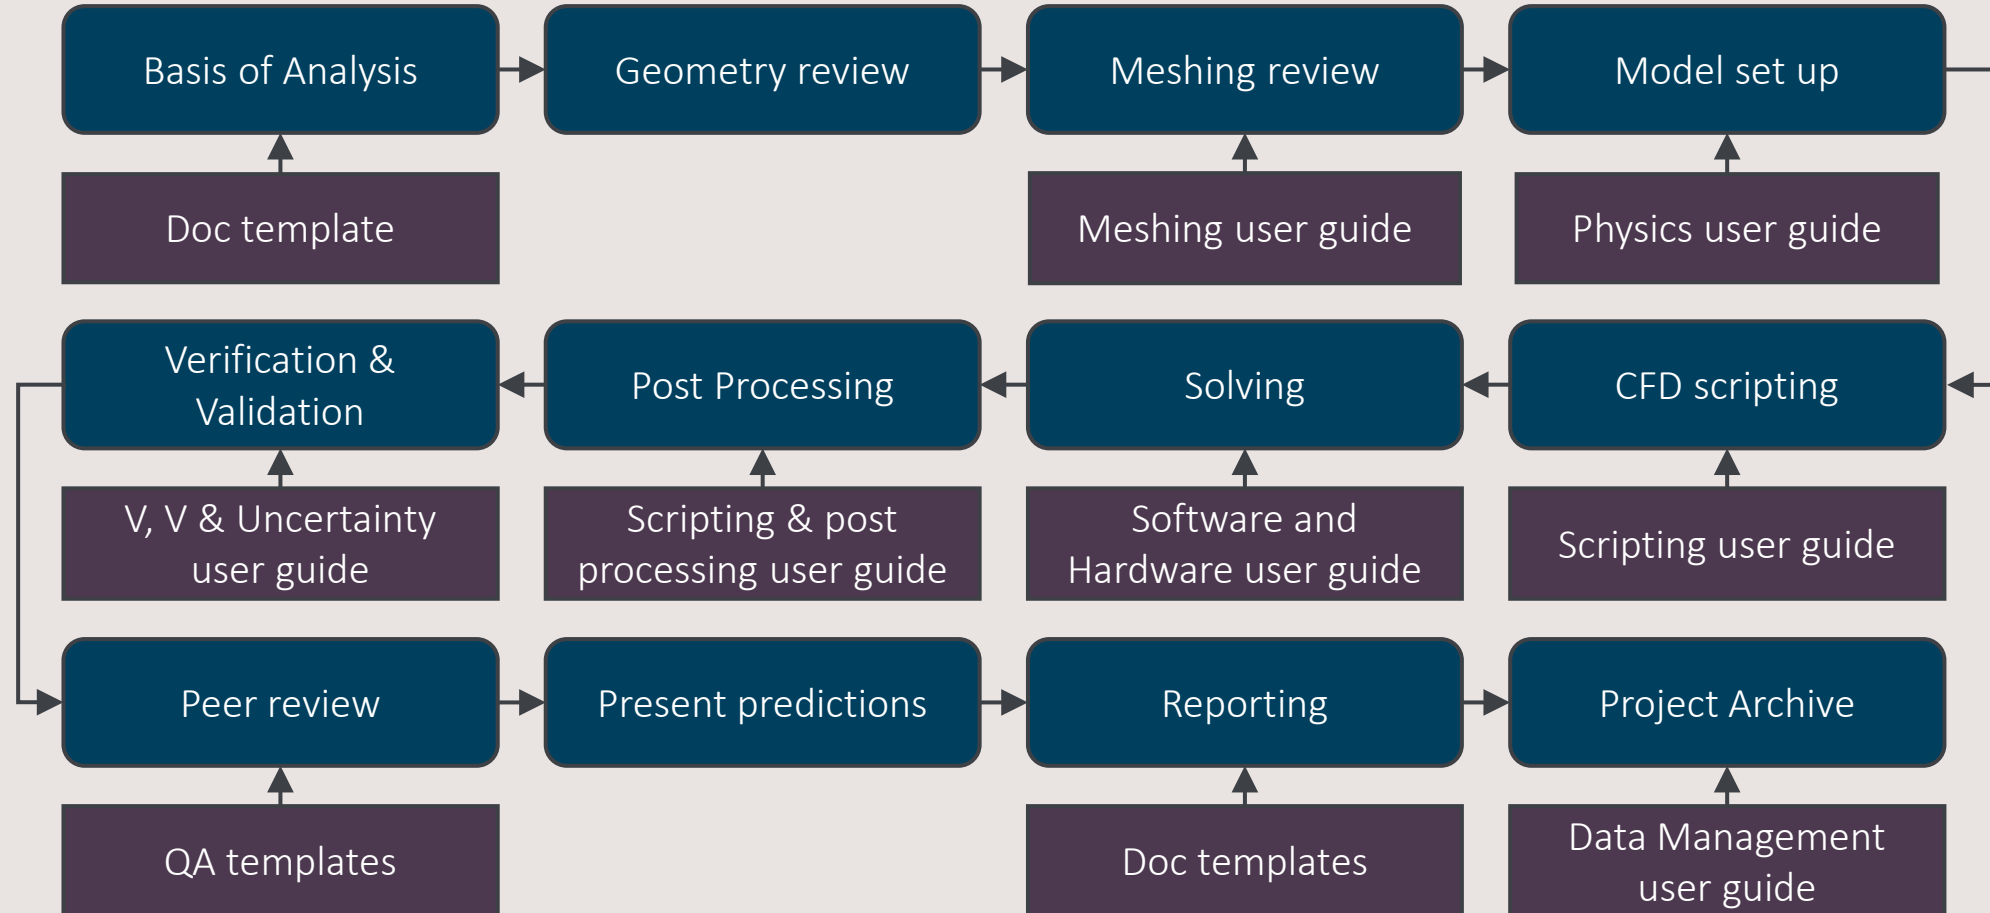 Basis of Analysis
Geometry review
Meshing review
Model set up
Doc template
Meshing user guide
Physics user guide
Verification &
Validation
Post Processing
Solving
CFD scripting
V, V & Uncertainty
user guide
Scripting & post
processing user guide
Software and
Hardware user guide
Scripting user guide
Peer review
Present predictions
Reporting
Project Archive
QA templates
Doc templates
Data Management
user guide